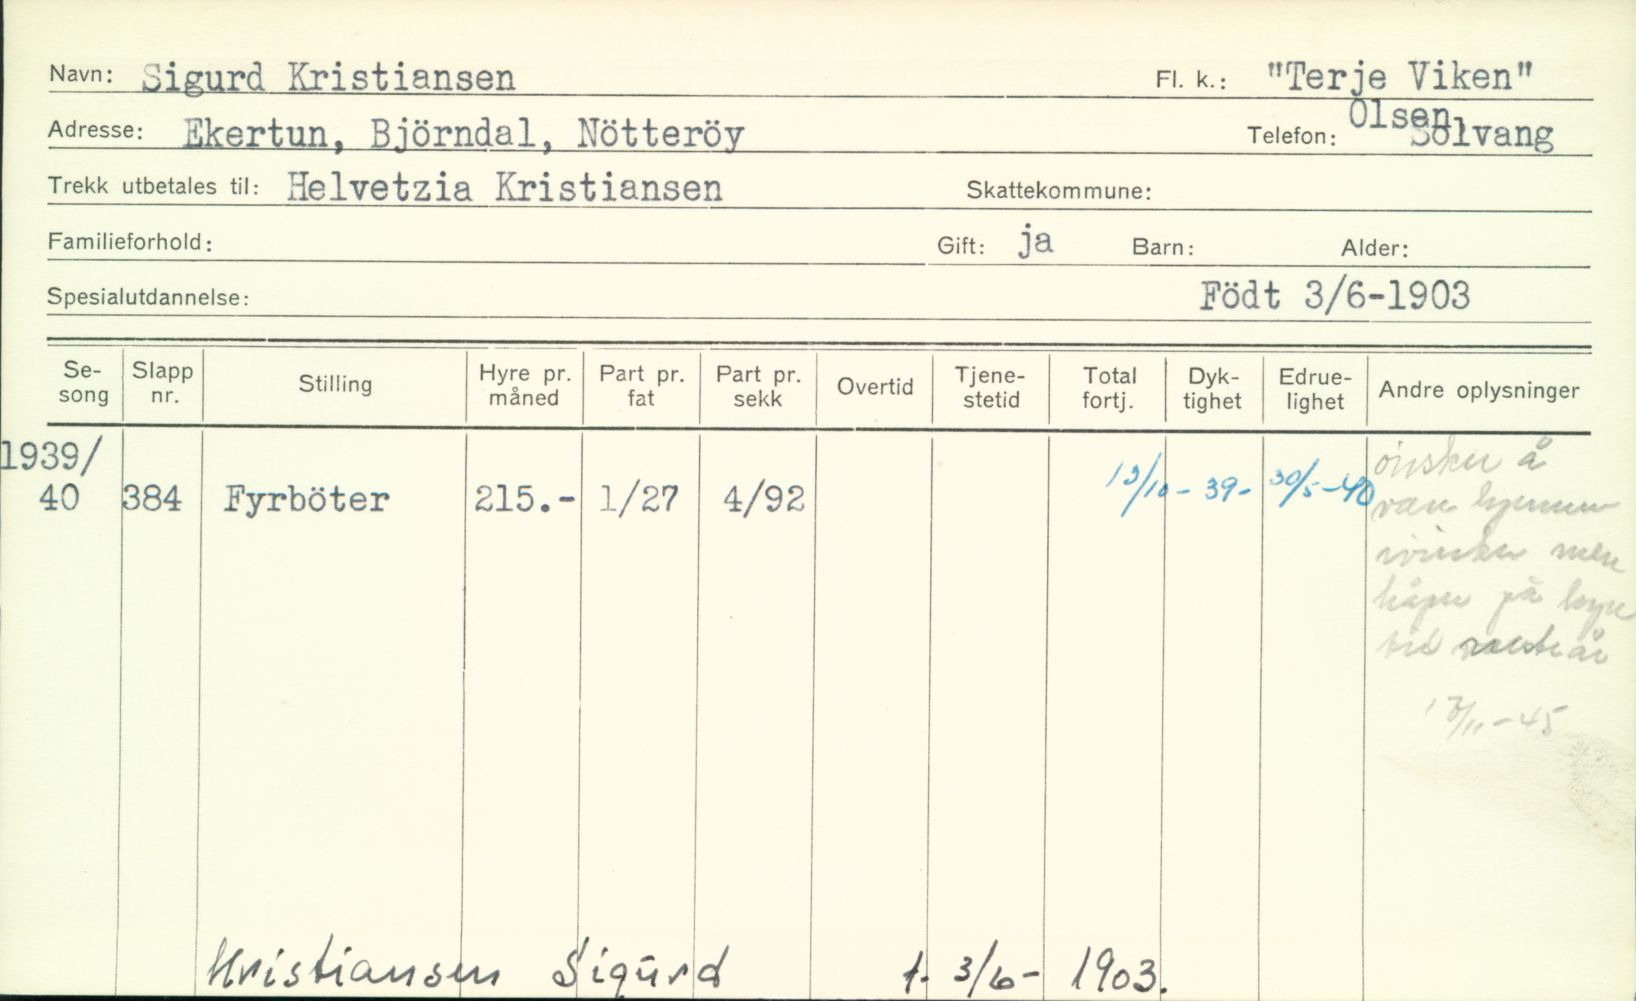 Navn: Sigurd Kristiansen Fl. k.: "Terje Viken"
Adresse: Ekertun, Björndal, Nötteröy Telefon: Olsen Solvang
Trekk utbetales til: Helvetzia Kristiansen Skattekommune:
Familieforhold: Gift: ja Barn: Alder:
Spesialutdannelse: Födt 3/6-1903
Se-song Slapp nr. Stilling Hyre pr. måned Part pr. fat Part pr. sekk Overtid Tjene-stetid Total fortj. Dyk-tighet Edrue-lighet Andre oplysninger
1939/
40 384 Fyrböter 215.- 1/27 4/92 13/10-39- 30/5-40
önsker å
være hjemme
men
håper på hyre
til neste år
13/11-45
Kristiansen Sigurd f. 3/6- 1903.